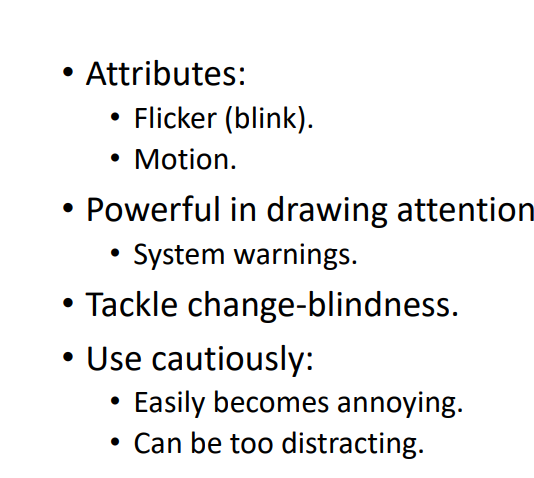 • Attributes:
• Flicker (blink).
• Motion.
• Powerful in drawing attention
• System warnings.
• Tackle change-blindness.
• Use cautiously:
• Easily becomes annoying.
• Can be too distracting.